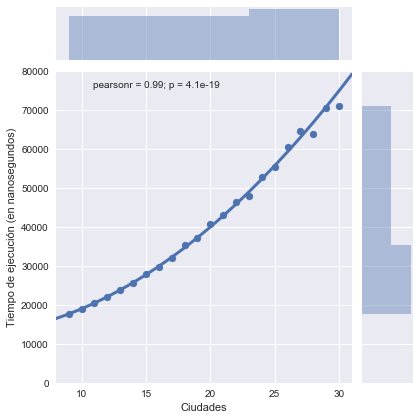 pearsonr = 0.99; p = 4.1e-19
Tiempo de ejecución (en nanosegundos)
80000
70000
60000
50000
40000
30000
20000
10000
0
10 15 20 25 30
Ciudades